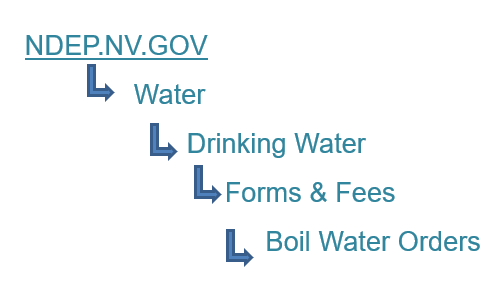 NDEP.NV.GOV
Water
Drinking Water
Forms & Fees
Boil Water Orders